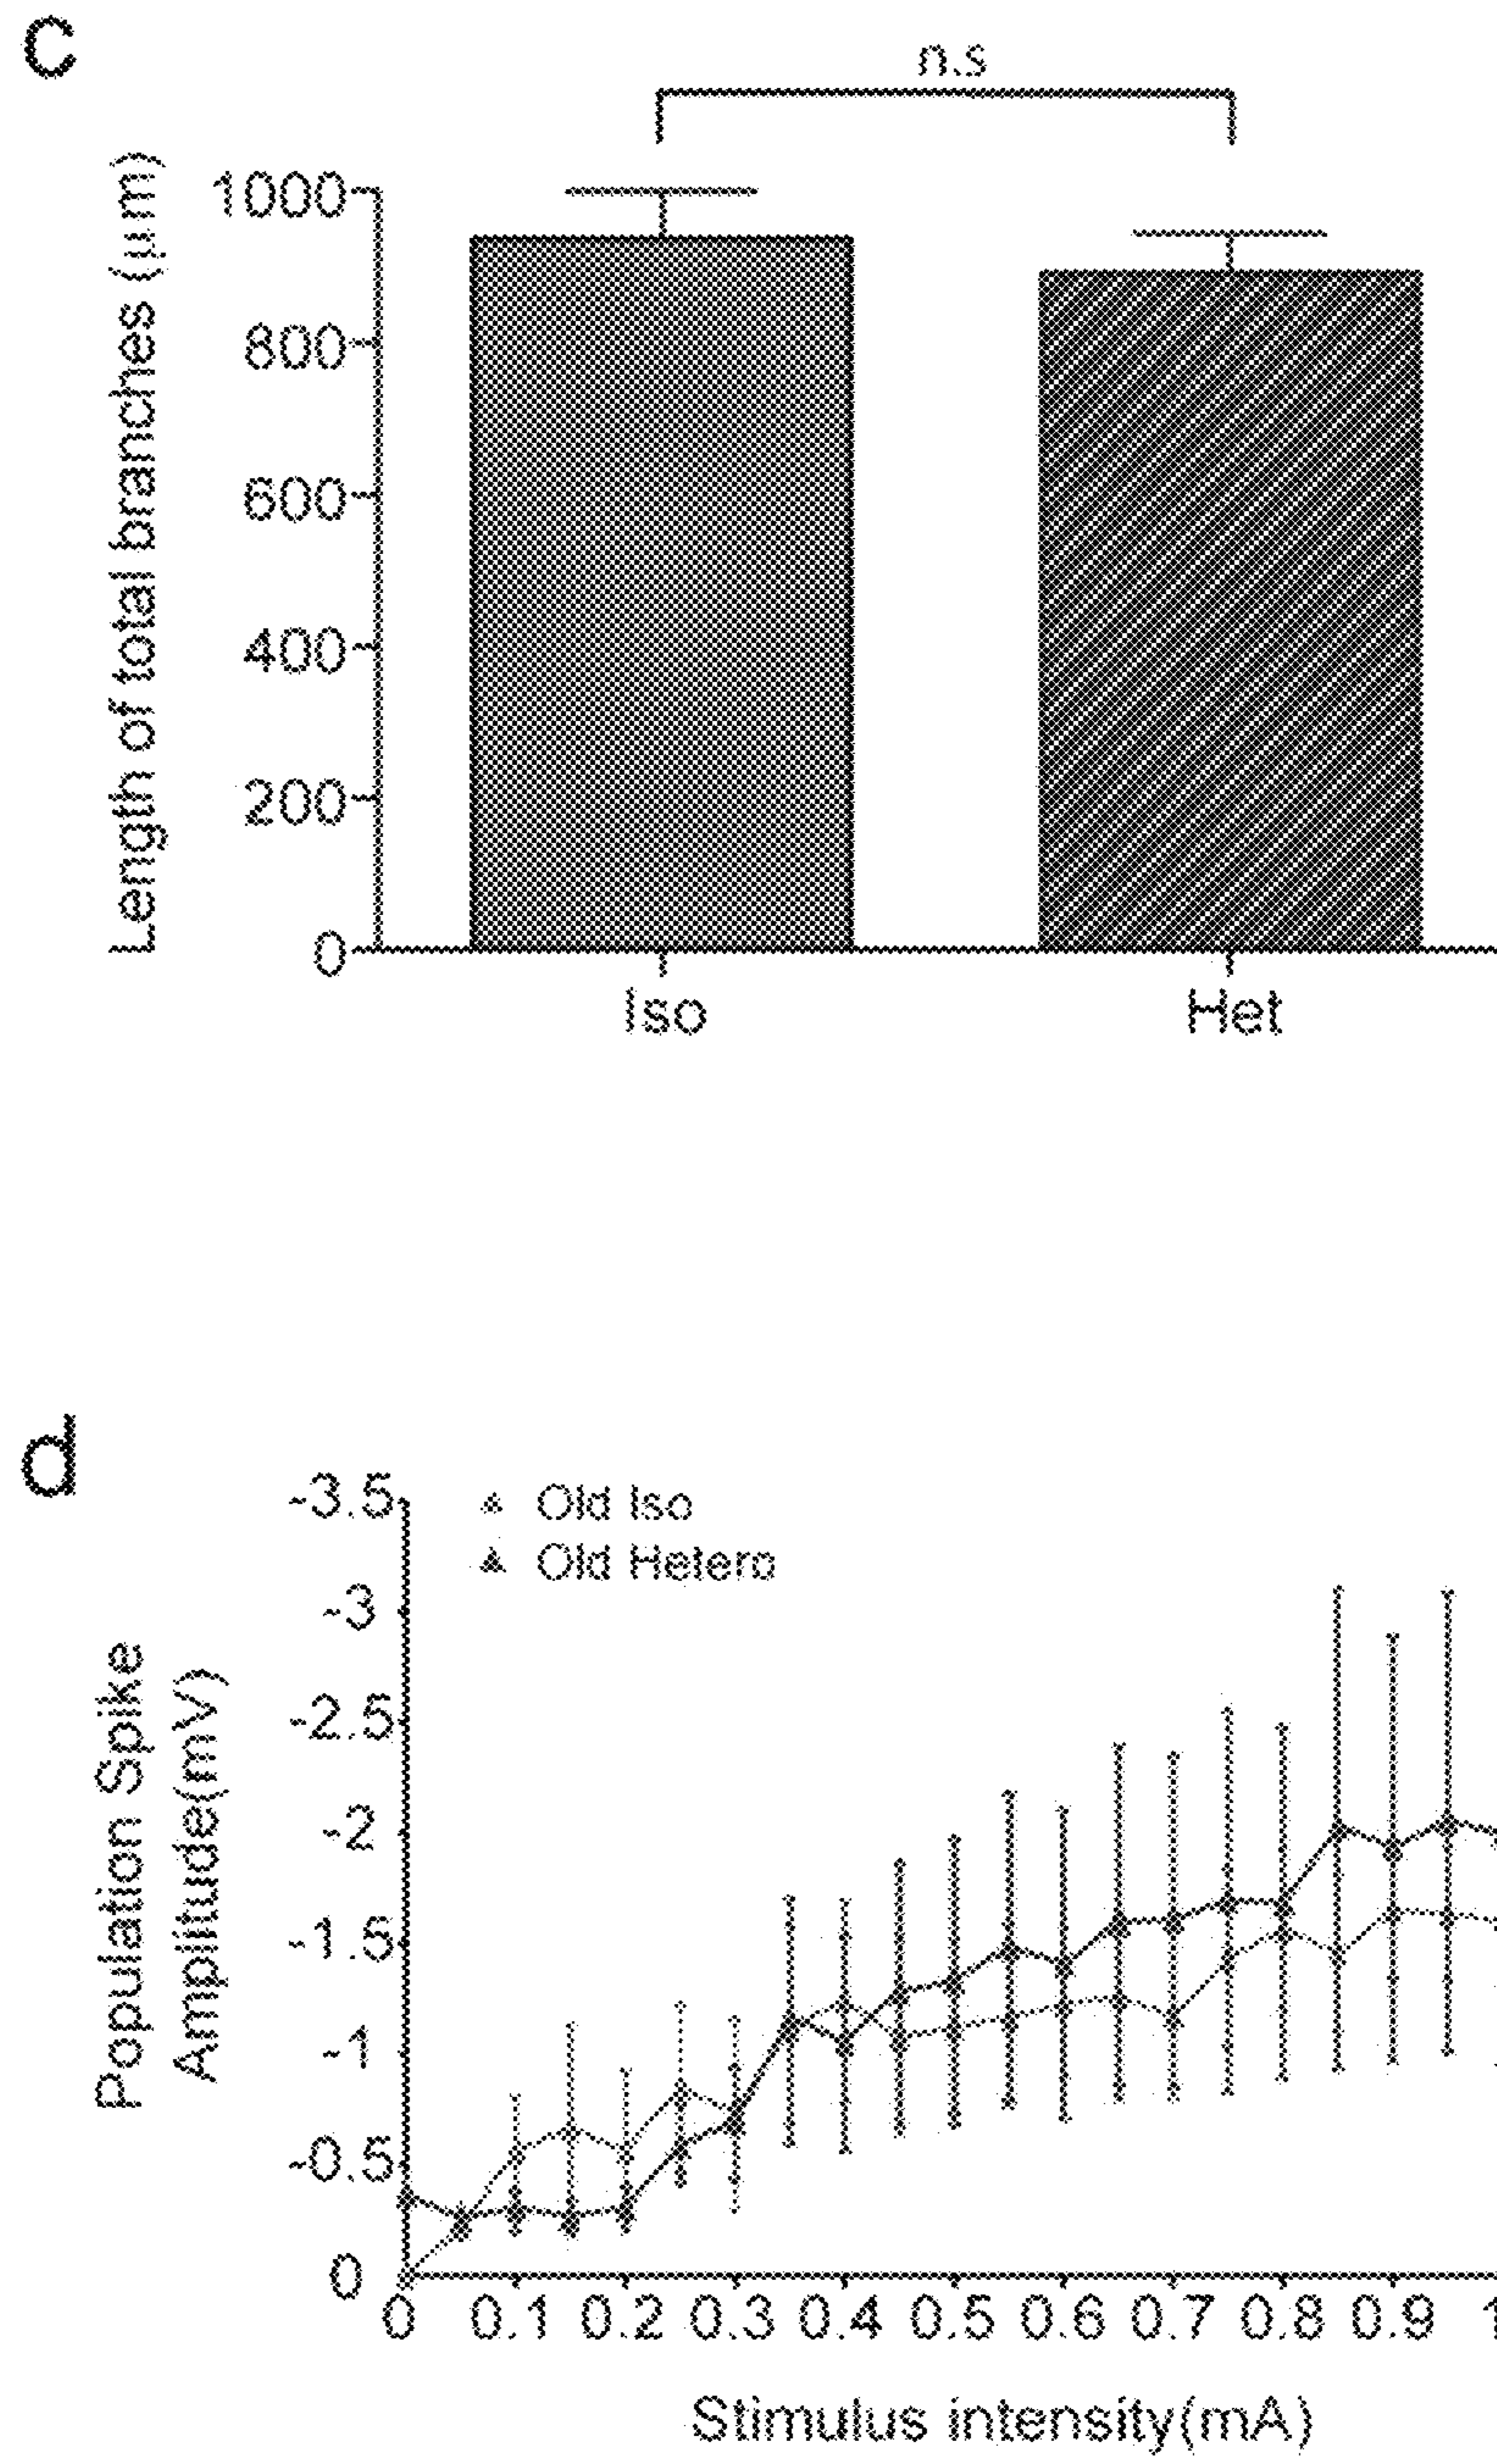 c
n.s
Length of total branches (µm)
1000
800
600
400
200
0
Iso
Het
d
Old Iso
Old Hetero
Population Spike
Amplitude(mV)
-3.5
-3
-2.5
-2
-1.5
-1
-0.5
0
0 0.1 0.2 0.3 0.4 0.5 0.6 0.7 0.8 0.9
Stimulus intensity(mA)